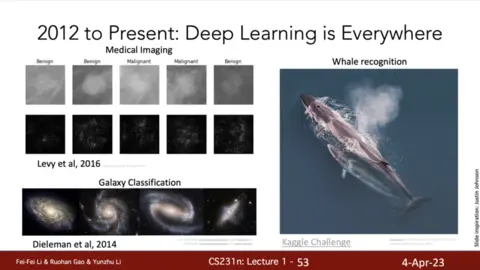 2012 to Present: Deep Learning is Everywhere
Medical Imaging
Benign Benign Malignant Malignant Benign
Levy et al, 2016
Galaxy Classification
Dieleman et al, 2014
Whale recognition
Kaggle Challenge
Slide inspiration: Justin Johnson
Fei-Fei Li & Ruohan Gao & Yunzhu Li
CS231n: Lecture 1 - 53
4-Apr-23